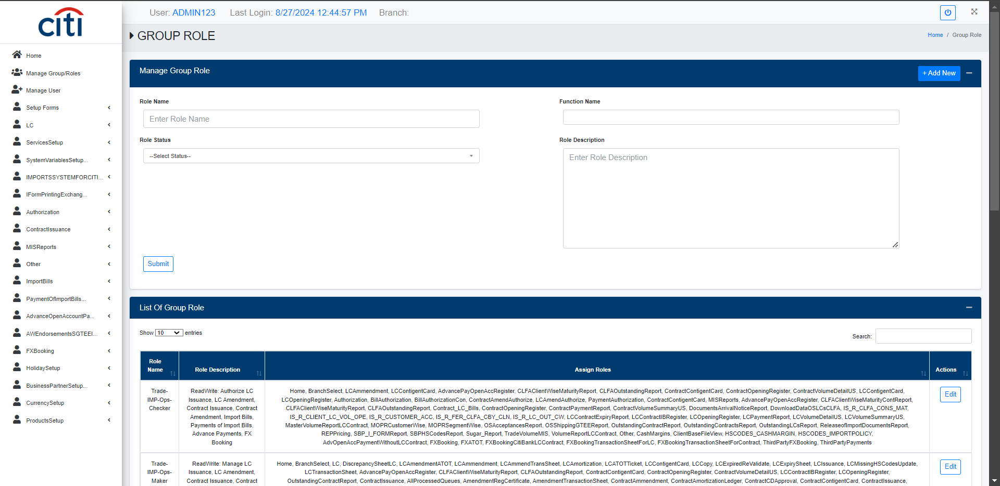 citi
User: ADMIN123 Last Login: 8/27/2024 12:44:57 PM Branch:
GROUP ROLE
Home / Group Role
Home
Manage Group/Roles
Manage User
Setup Forms
LC
ServicesSetup
SystemVariablesSetup...
IMPORTSSYSTEMFORCITI...
IFormPrintingExchang...
Authorization
ContractIssuance
MISReports
Other
ImportBills
PaymentOfImportBills...
AdvanceOpenAccountPa...
AWEndorsementsSGTEEI...
FXBooking
HolidaySetup
BusinessPartnerSetup...
CurrencySetup
ProductsSetup
Manage Group Role
+ Add New
Role Name
Enter Role Name
Function Name
Role Status
--Select Status--
Role Description
Enter Role Description
Submit
List Of Group Role
Show 10 entries
Search:
Role Name
Role Description
Assign Roles
Actions
Trade-
IMP-Ops-
Checker
ReadWrite: Authorize LC
Issuance, LC Amendment,
Contract Issuance, Contract
Amendment, Import Bills,
Payments of Import Bills,
Advance Payments, FX
Booking
Home, BranchSelect, LCAmmendment, LCContigentCard, AdvancePayOpenAccRegister, CLFAClientWiseMaturityReport, CLFAOutstandingReport, ContractContigentCard, ContractOpeningRegister, ContractVolumeDetailUS, LCContigentCard,
LCOpeningRegister, Authorization, BillAuthorization, BillAuthorizationCon, ContractAmendAuthorize, LCAmendAuthorize, PaymentAuthorization, ContractContigentCard, MISReports, AdvancePayOpenAccRegister, CLFAClientWiseMaturityContReport,
CLFAClientWiseMaturityReport, CLFAOutstandingReport, Contract_LC_Bills, ContractOpeningRegister, ContractPaymentReport, ContractVolumeSummaryUS, DocumentsArrivalNoticeReport, DownloadDataOSLCsCLFA, IS_R_CLFA_CONS_MAT,
IS_R_CLIENT_LC_VOL_OPE, IS_R_CUSTOMER_ACC, IS_R_FER_CLFA_CBY_CLN, IS_R_LC_OUT_CW, LCContractExpiryReport, LCContractIBRegister, LCOpeningRegister, LCPaymentReport, LCVolumeDetailUS, LCVolumeSummaryUS,
MasterVolumeReportLCContract, MOPRCustomerWise, MOPRSegmentWise, OSAcceptancesReport, OSShippingGTEEReport, OutstandingContractReport, OutstandingContractsReport, OutstandingLCsReport, ReleaseofImportDocumentsReport,
REPPricing, SBP_I_FORMReport, SBPHSCodesReport, Sugar_Report, TradeVolumeMIS, VolumeReportLCContract, Other, CashMargins, ClientBaseFileView, HSCODES_CASHMARGIN, HSCODES_IMPORTPOLICY,
AdvOpenAccPaymentWithoutLCContract, FXBooking, FXATOT, FXBookingCitiBankLCContract, FXBookingTransactionSheetForLC, FXBookingTransactionSheetForContract, ThirdPartyFXBooking, ThirdPartyPayments
Edit
Trade-
IMP-Ops-
Maker
ReadWrite: Manage LC
Issuance, LC Amendment,
Contract Issuance, Contract
Home, BranchSelect, LC, DiscrepancySheetLC, LCAmendmentATOT, LCAmmendment, LCAmmendTransSheet, LCAmortization, LCATOTTicket, LCContigentCard, LCCopy, LCExpiredReValidate, LCExpirySheet, LCIssuance, LCMissingHSCodesUpdate,
LCTransactionSheet, AdvancePayOpenAccRegister, CLFAClientWiseMaturityReport, CLFAOutstandingReport, ContractContigentCard, ContractOpeningRegister, ContractVolumeDetailUS, LCContractIBRegister, LCOpeningRegister,
OutstandingContractReport, ContractIssuance, AllProcessedQueues, AmendmentRegCertificate, AmendmentTransactionSheet, ContractAmmendment, ContractAmortizationLedger, ContractCDApproval, ContractContigentCard, ContractIssuance,
Edit